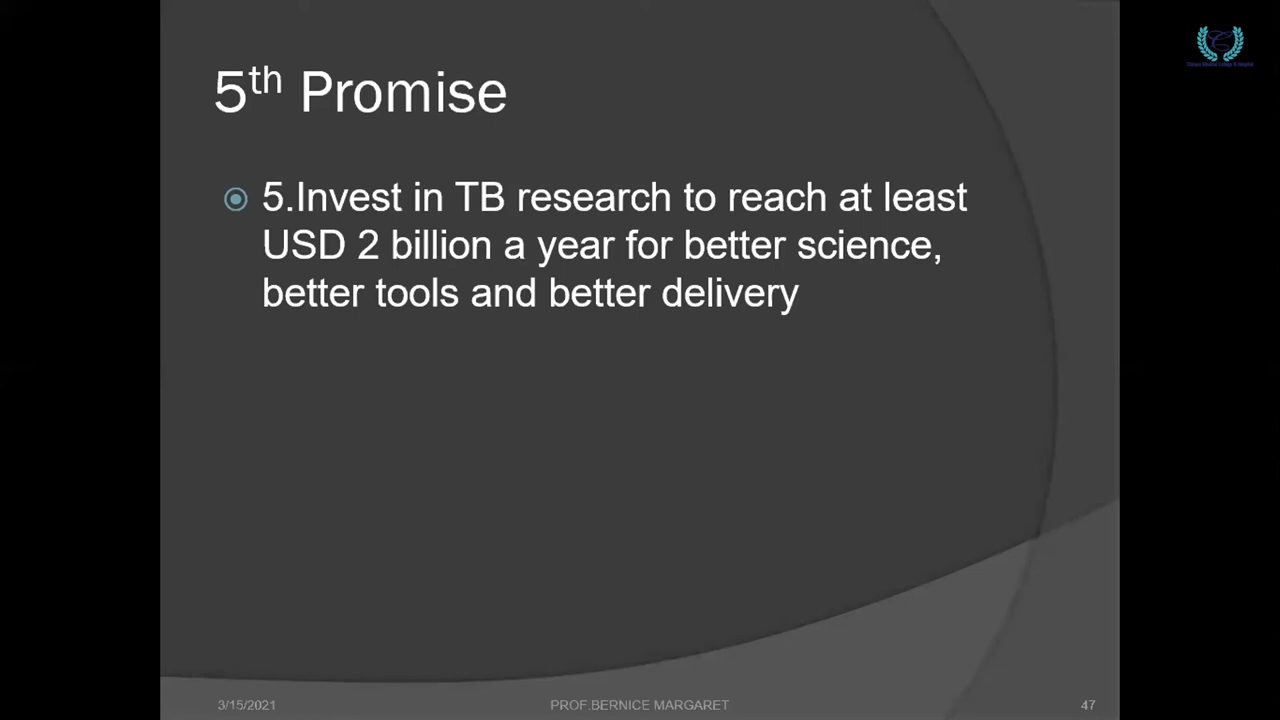 5th Promise
5.Invest in TB research to reach at least
USD 2 billion a year for better science,
better tools and better delivery
3/15/2021
PROF.BERNICE MARGARET
47